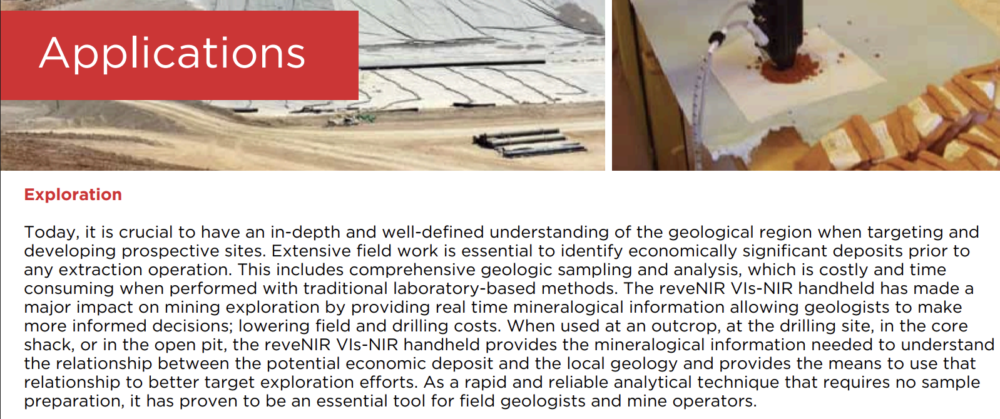 Applications
Exploration
Today, it is crucial to have an in-depth and well-defined understanding of the geological region when targeting and
developing prospective sites. Extensive field work is essential to identify economically significant deposits prior to
any extraction operation. This includes comprehensive geologic sampling and analysis, which is costly and time
consuming when performed with traditional laboratory-based methods. The reveNIR VIs-NIR handheld has made a
major impact on mining exploration by providing real time mineralogical information allowing geologists to make
more informed decisions; lowering field and drilling costs. When used at an outcrop, at the drilling site, in the core
shack, or in the open pit, the reveNIR VIs-NIR handheld provides the mineralogical information needed to understand
the relationship between the potential economic deposit and the local geology and provides the means to use that
relationship to better target exploration efforts. As a rapid and reliable analytical technique that requires no sample
preparation, it has proven to be an essential tool for field geologists and mine operators.